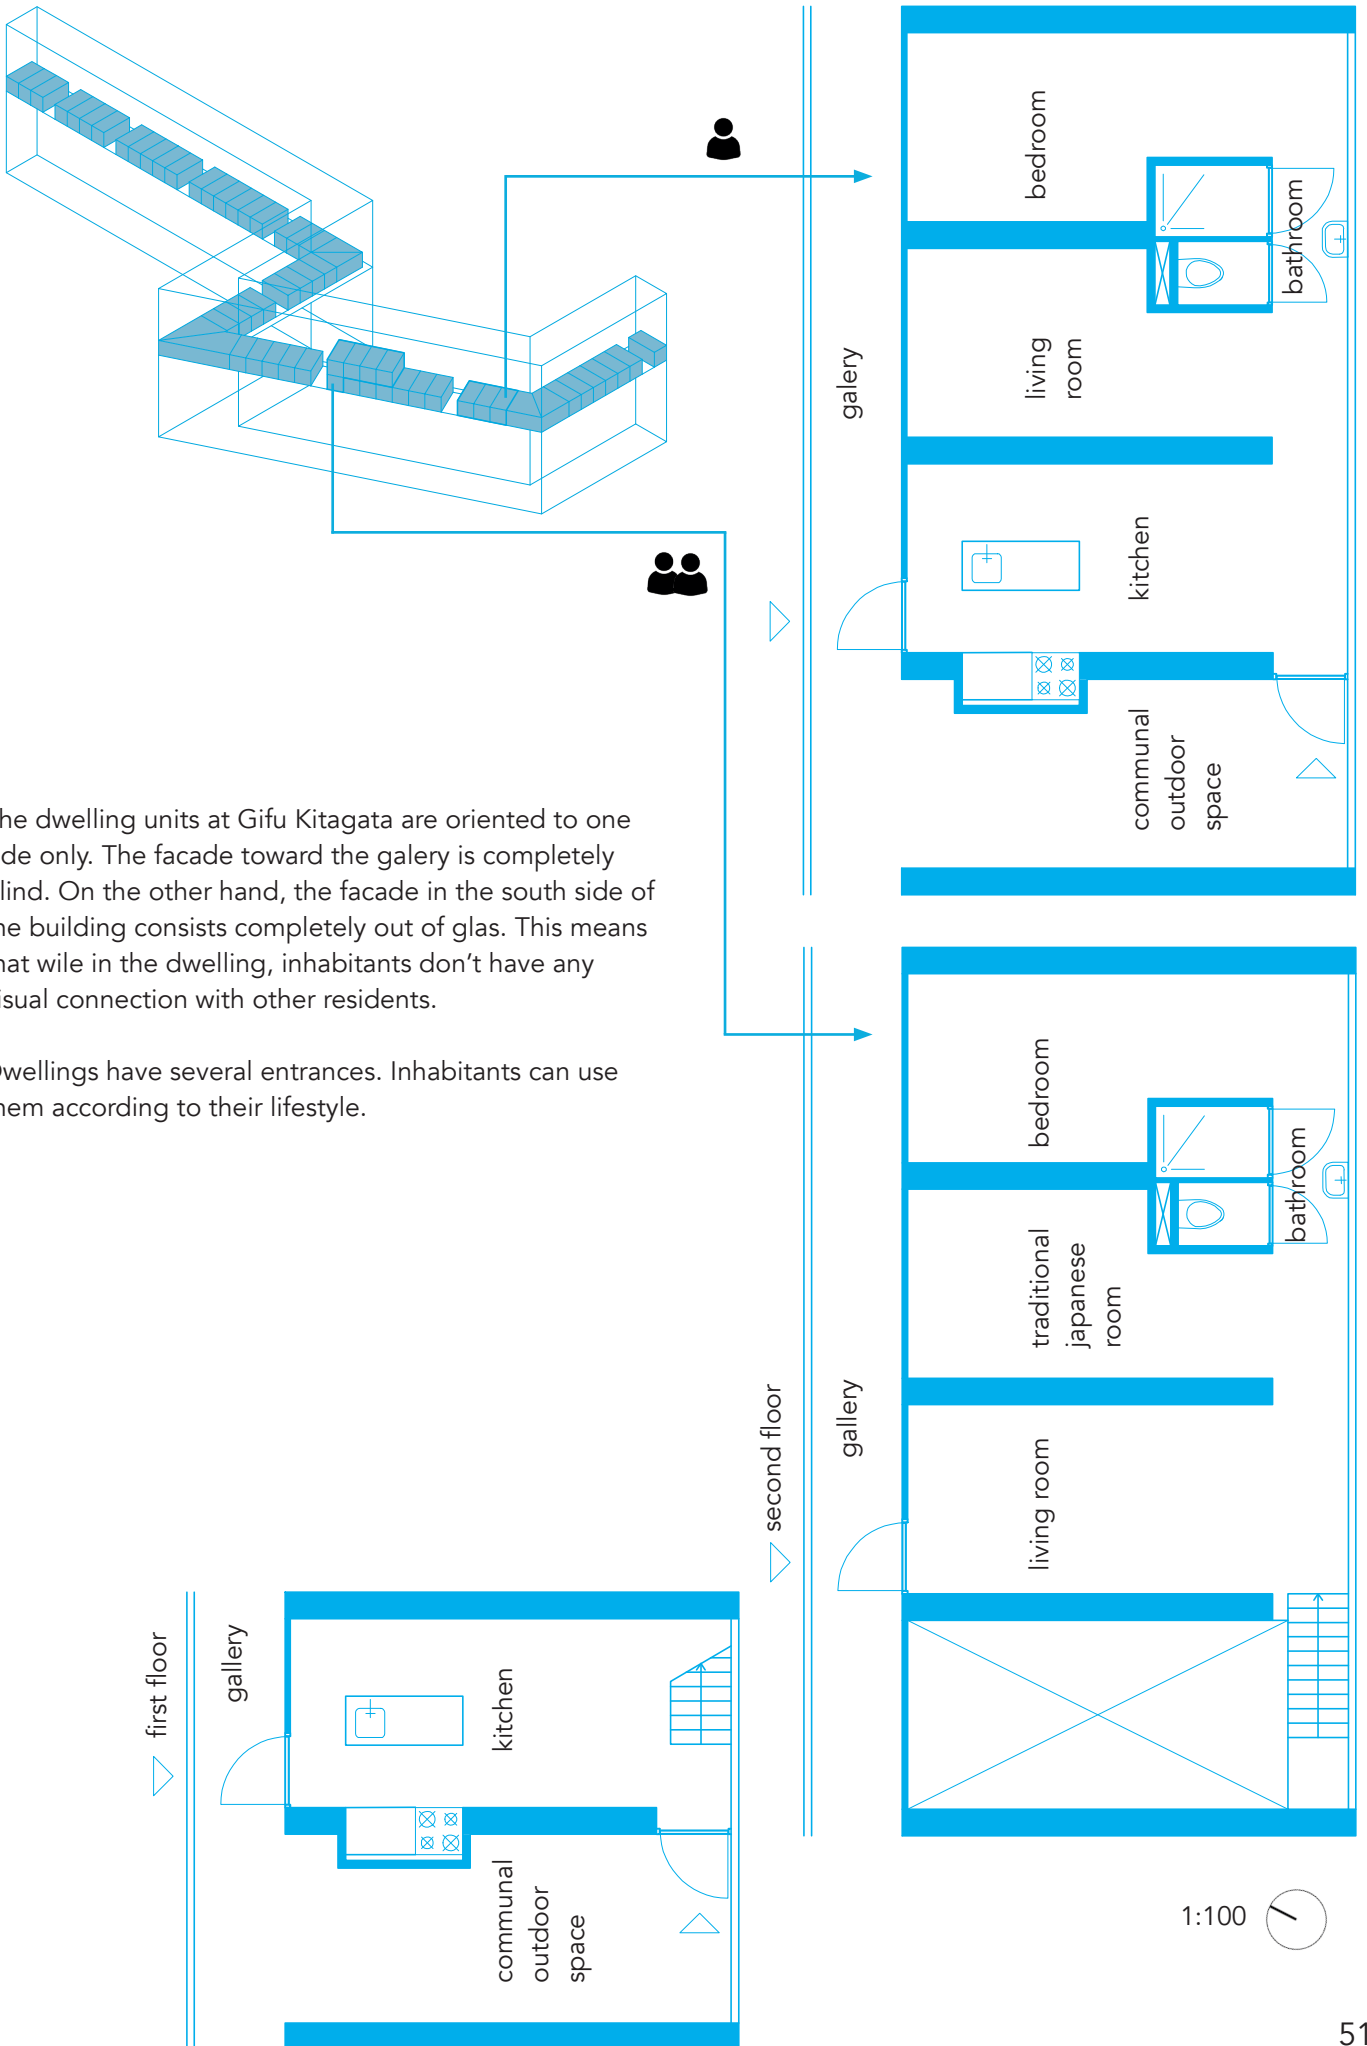 bedroom
bathroom
living
room
galery
kitchen
communal
outdoor
space
he dwelling units at Gifu Kitagata are oriented to one
de only. The facade toward the galery is completely
lind. On the other hand, the facade in the south side of
he building consists completely out of glas. This means
hat wile in the dwelling, inhabitants don’t have any
isual connection with other residents.
Dwellings have several entrances. Inhabitants can use
hem according to their lifestyle.
bedroom
bathroom
traditional
japanese
room
second floor
gallery
living room
first floor
gallery
kitchen
communal
outdoor
space
1:100
51